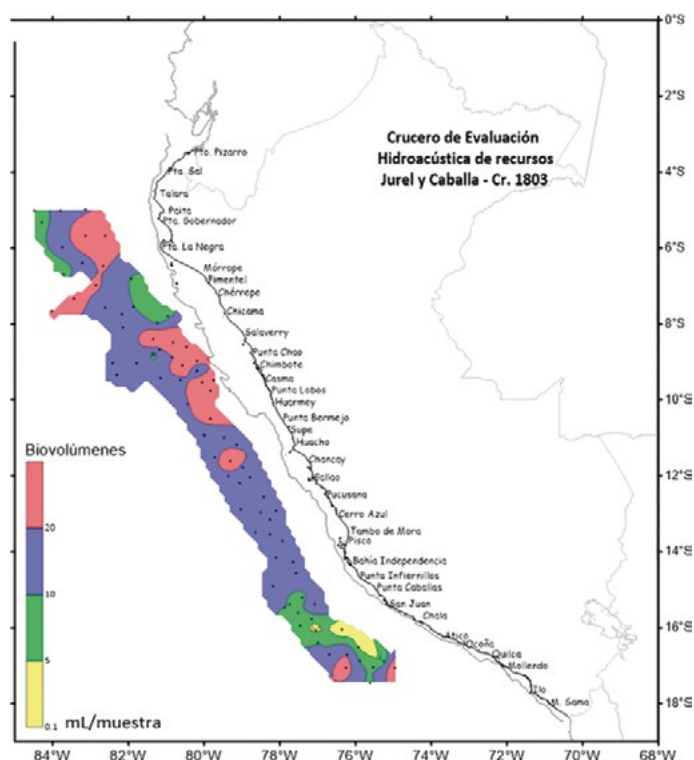 0°S
2°S
Crucero de Evaluación
Hidroacústica de recursos
Jurel y Caballa - Cr. 1803
Pto. Pizarro
4°S
Pta. Sal
Talara
Paita
Pta. Gobernador
6°S
Pta. La Negra
Mórrope
Pimentel
Chérrepe
Chicama
8°S
Salaverry
Punta Chao
Chimbote
Casma
10°S
Punta Lobos
Huarmey
Punta Bermejo
Supe
Huacho
Biovolúmenes
Chancay
12°S
Callao
Pucusana
Cerro Azul
20
Tambo de Mora
Pisco
14°S
Bahía Independencia
Punta Infiernillos
10
Punta Caballas
San Juan
Chala
16°S
Atico
Ocoña
Quilca
5
Mollendo
Ilo
M. Sama
18°S
0.1
mL/muestra
84°W 82°W 80°W 78°W 76°W 74°W 72°W 70°W 68°W